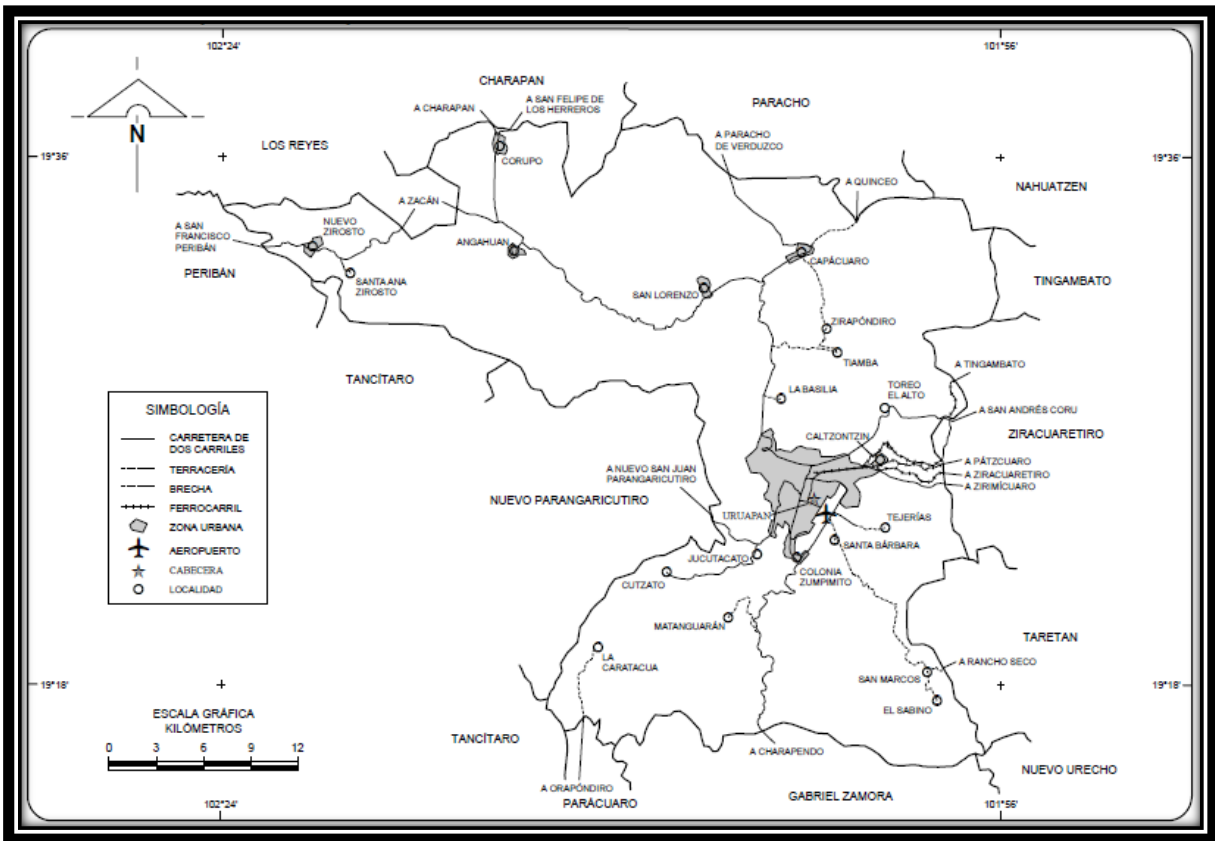 102°24'
101°56'
CHARAPAN
A SAN FELIPE DE
LOS HERREROS
A CHARAPAN
PARACHO
N
LOS REYES
CORUPO
A PARACHO
DE VERDUZCO
19°36'
19°36'
A QUINCEO
NAHUATZEN
A ZACÁN
NUEVO
ZIROSTO
A SAN
FRANCISCO
PERIBÁN
ANGAHUAN
CAPÁCUARO
PERIBÁN
SANTA ANA
ZIROSTO
SAN LORENZO
TINGAMBATO
ZIRAPÓNDIRO
TIAMBA
A TINGAMBATO
TANCÍTARO
LA BASILIA
TOREO
EL ALTO
A SAN ANDRÉS CORU
SIMBOLOGÍA
CARRETERA DE
DOS CARRILES
TERRACERÍA
BRECHA
FERROCARRIL
ZONA URBANA
AEROPUERTO
CABECERA
LOCALIDAD
CALTZONTZIN
ZIRACUARETIRO
A PÁTZCUARO
A ZIRACUARETIRO
A ZIRIMÍCUARO
A NUEVO SAN JUAN
PARANGARICUTIRO
NUEVO PARANGARICUTIRO
URUAPAN
TEJERÍAS
SANTA BÁRBARA
JUCUTACATO
COLONIA
ZUMPIMITO
CUTZATO
MATANGUARÁN
TARETAN
LA
CARATACUA
A RANCHO SECO
SAN MARCOS
19°18'
19°18'
EL SABINO
ESCALA GRÁFICA
KILÓMETROS
0 3 6 9 12
TANCÍTARO
A CHARAPENDO
NUEVO URECHO
A ORAPÓNDIRO
PARÁCUARO
GABRIEL ZAMORA
102°24'
101°56'